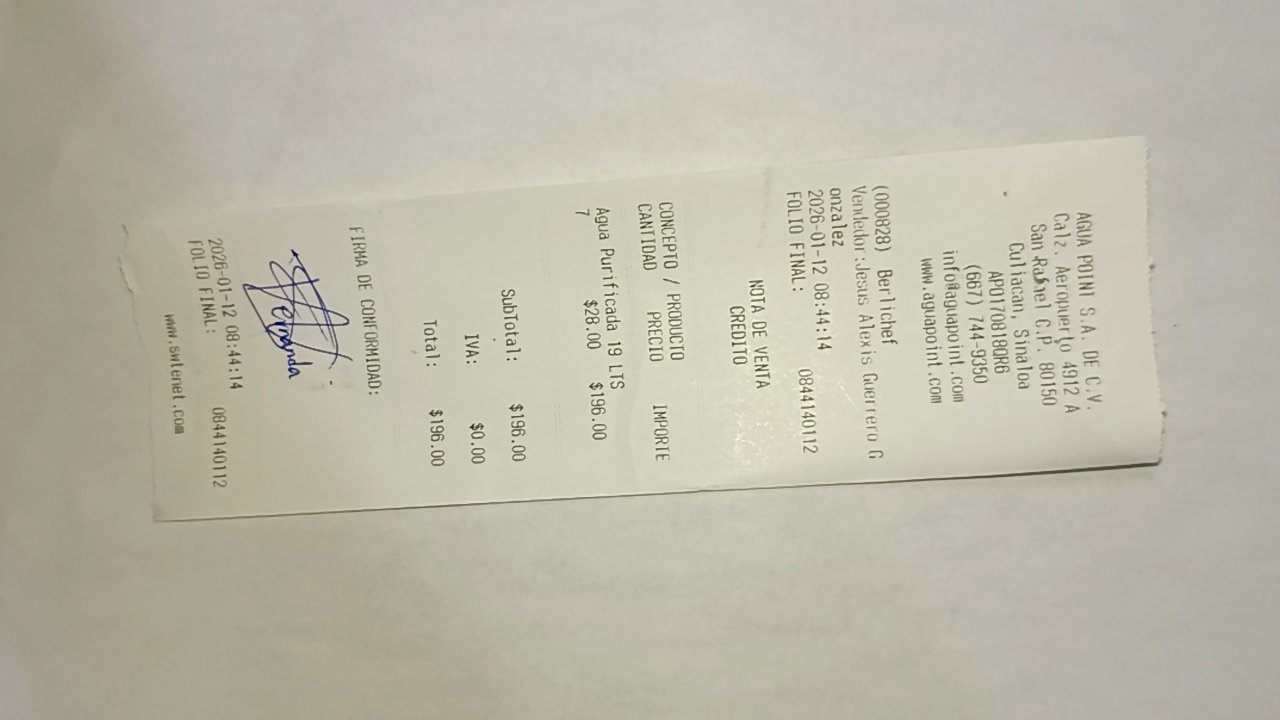 AGUA POINT S.A. DE C.V.
Calz. Aeropuerto 4912 A
San Rafael C.P. 80150
Culiacan, Sinaloa
APO170818QR6
(667) 744-9350
info@aguapoint.com
www.aguapoint.com
(000828) Berlichef
Vendedor:Jesus Alexis Guerrero G
onzalez
2026-01-12 08:44:14
FOLIO FINAL: 0844140112
NOTA DE VENTA
CREDITO
CONCEPTO / PRODUCTO
CANTIDAD PRECIO IMPORTE
Agua Purificada 19 LTS
7 $28.00 $196.00
SubTotal: $196.00
IVA: $0.00
Total: $196.00
FIRMA DE CONFORMIDAD:
Fernanda
2026-01-12 08:44:14
FOLIO FINAL: 0844140112
www.swtenet.com